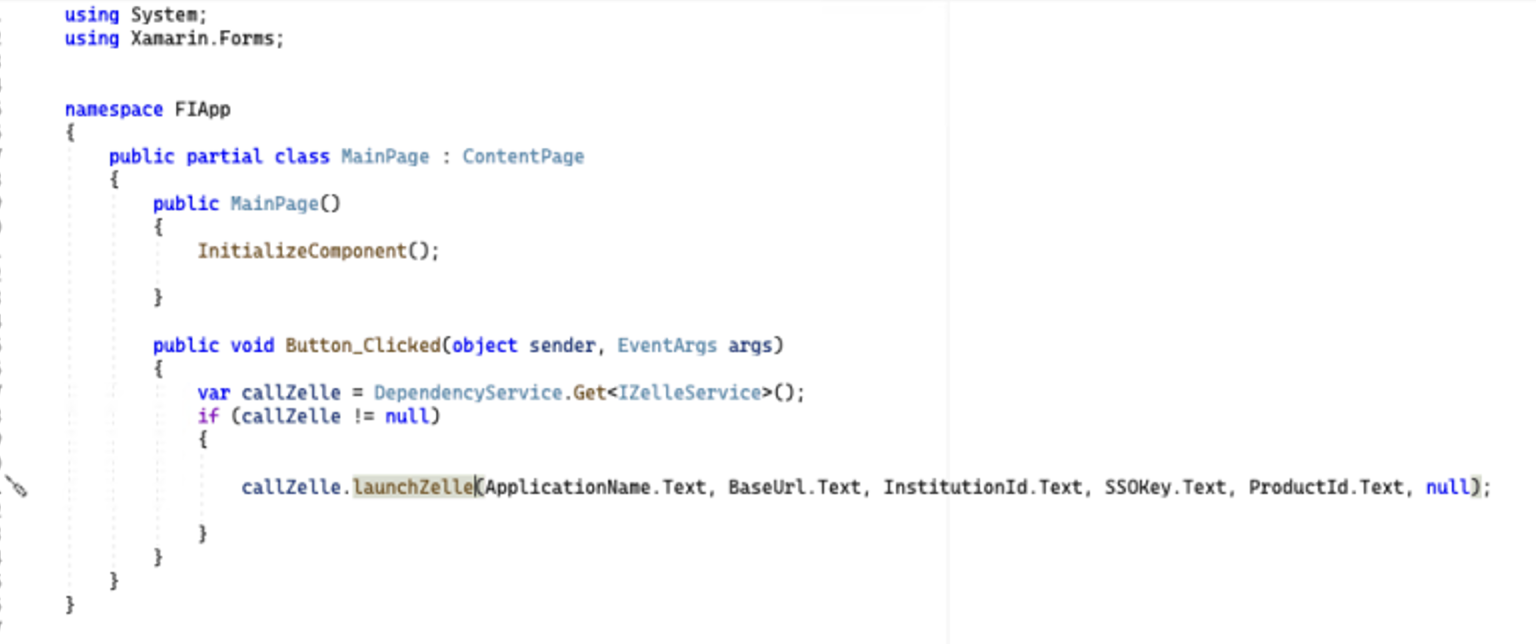 using System;
using Xamarin.Forms;
namespace FIApp
{
public partial class MainPage : ContentPage
{
public MainPage()
{
InitializeComponent();
}
public void Button_Clicked(object sender, EventArgs args)
{
var callZelle = DependencyService.Get<IZelleService>();
if (callZelle != null)
{
callZelle.launchZelle(ApplicationName.Text, BaseUrl.Text, InstitutionId.Text, SSOKey.Text, ProductId.Text, null);
}
}
}
}